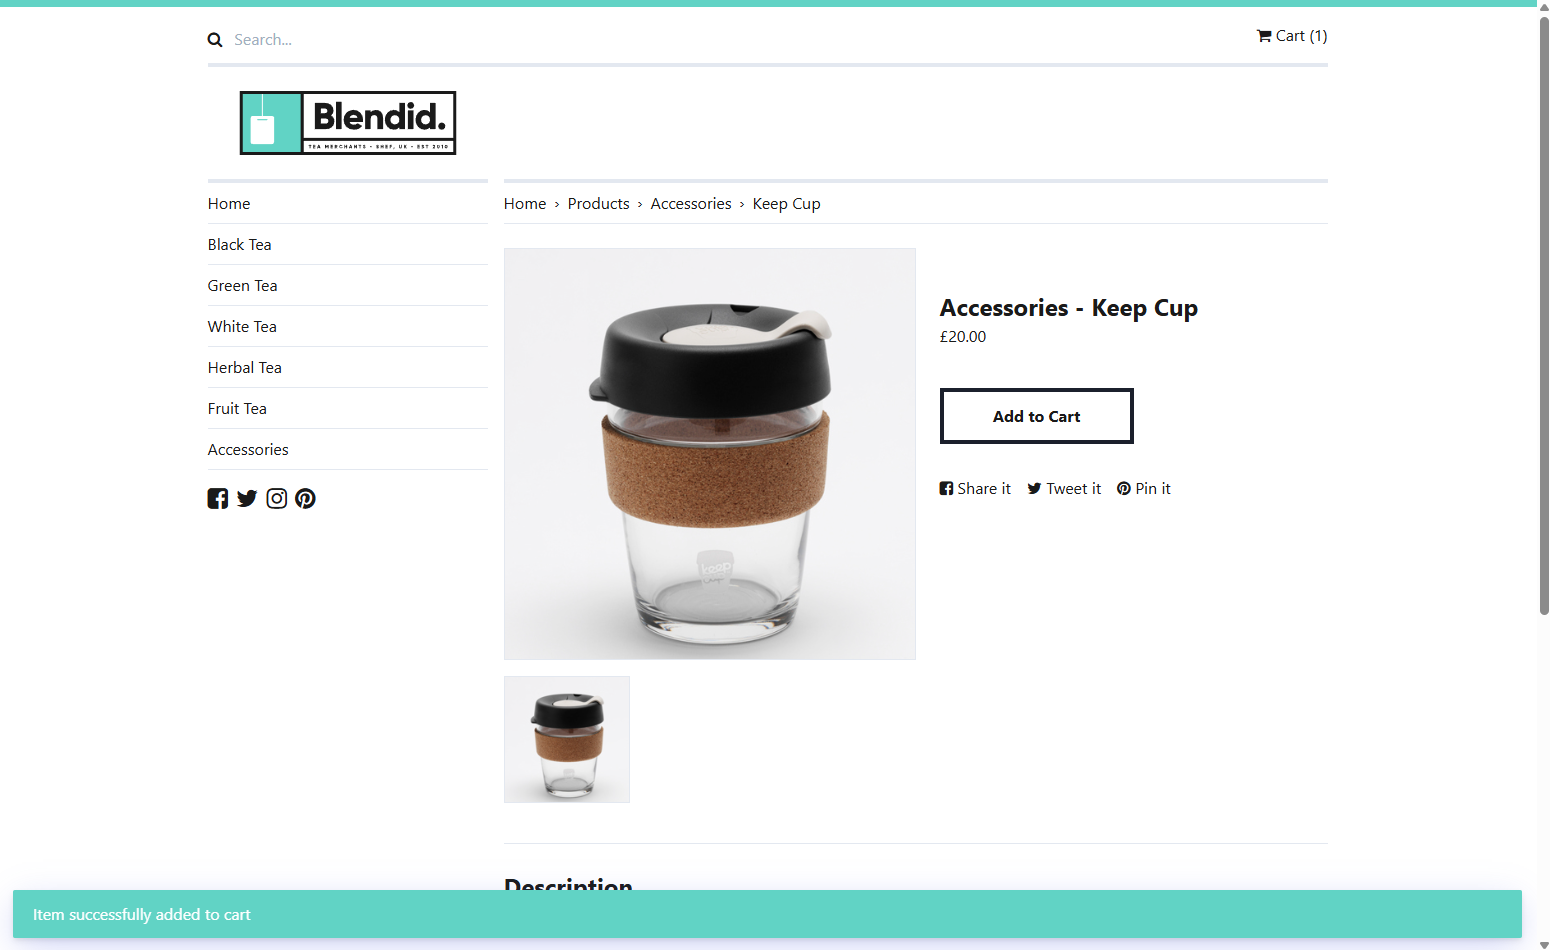 Search...
Cart (1)
Blendid.
TEA MERCHANTS - SHEF, UK - EST 2010
Home
Black Tea
Green Tea
White Tea
Herbal Tea
Fruit Tea
Accessories
Home › Products › Accessories › Keep Cup
keep
cup
Accessories - Keep Cup
£20.00
Add to Cart
Share it Tweet it Pin it
Description
Item successfully added to cart